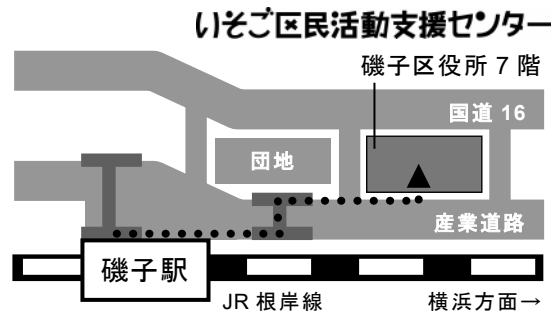 いそご区民活動支援センター
磯子区役所 7 階
国道 16
団地
産業道路
磯子駅
JR 根岸線
横浜方面→